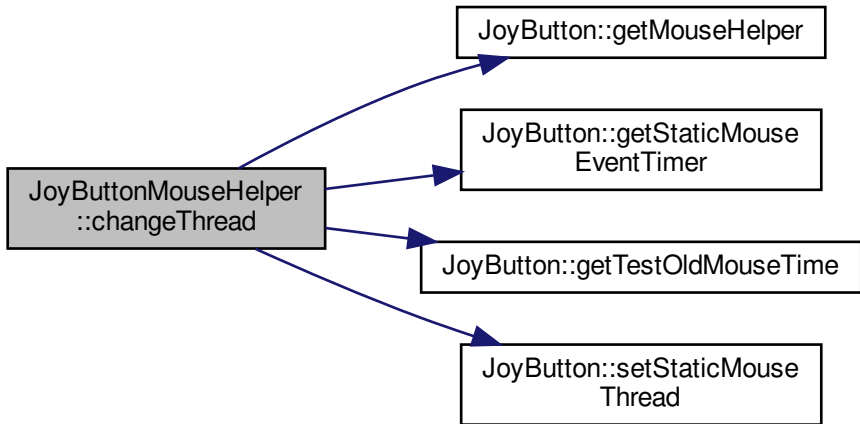 JoyButton::getMouseHelper
JoyButton::getStaticMouse
EventTimer
JoyButtonMouseHelper
::changeThread
JoyButton::getTestOldMouseTime
JoyButton::setStaticMouse
Thread